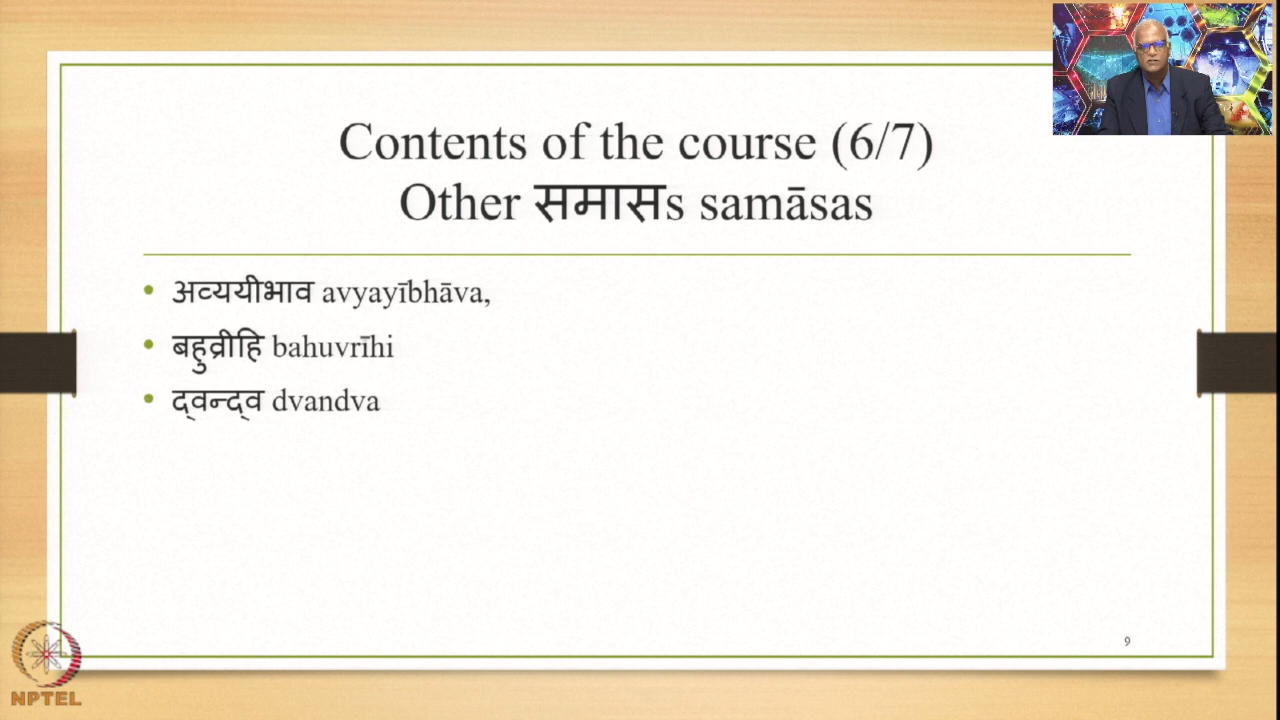 Contents of the course (6/7)
Other समासs samāsas
• अव्ययीभाव avyayībhāva,
• बहुव्रीहि bahuvrīhi
• द्वन्द्व dvandva
9
NPTEL